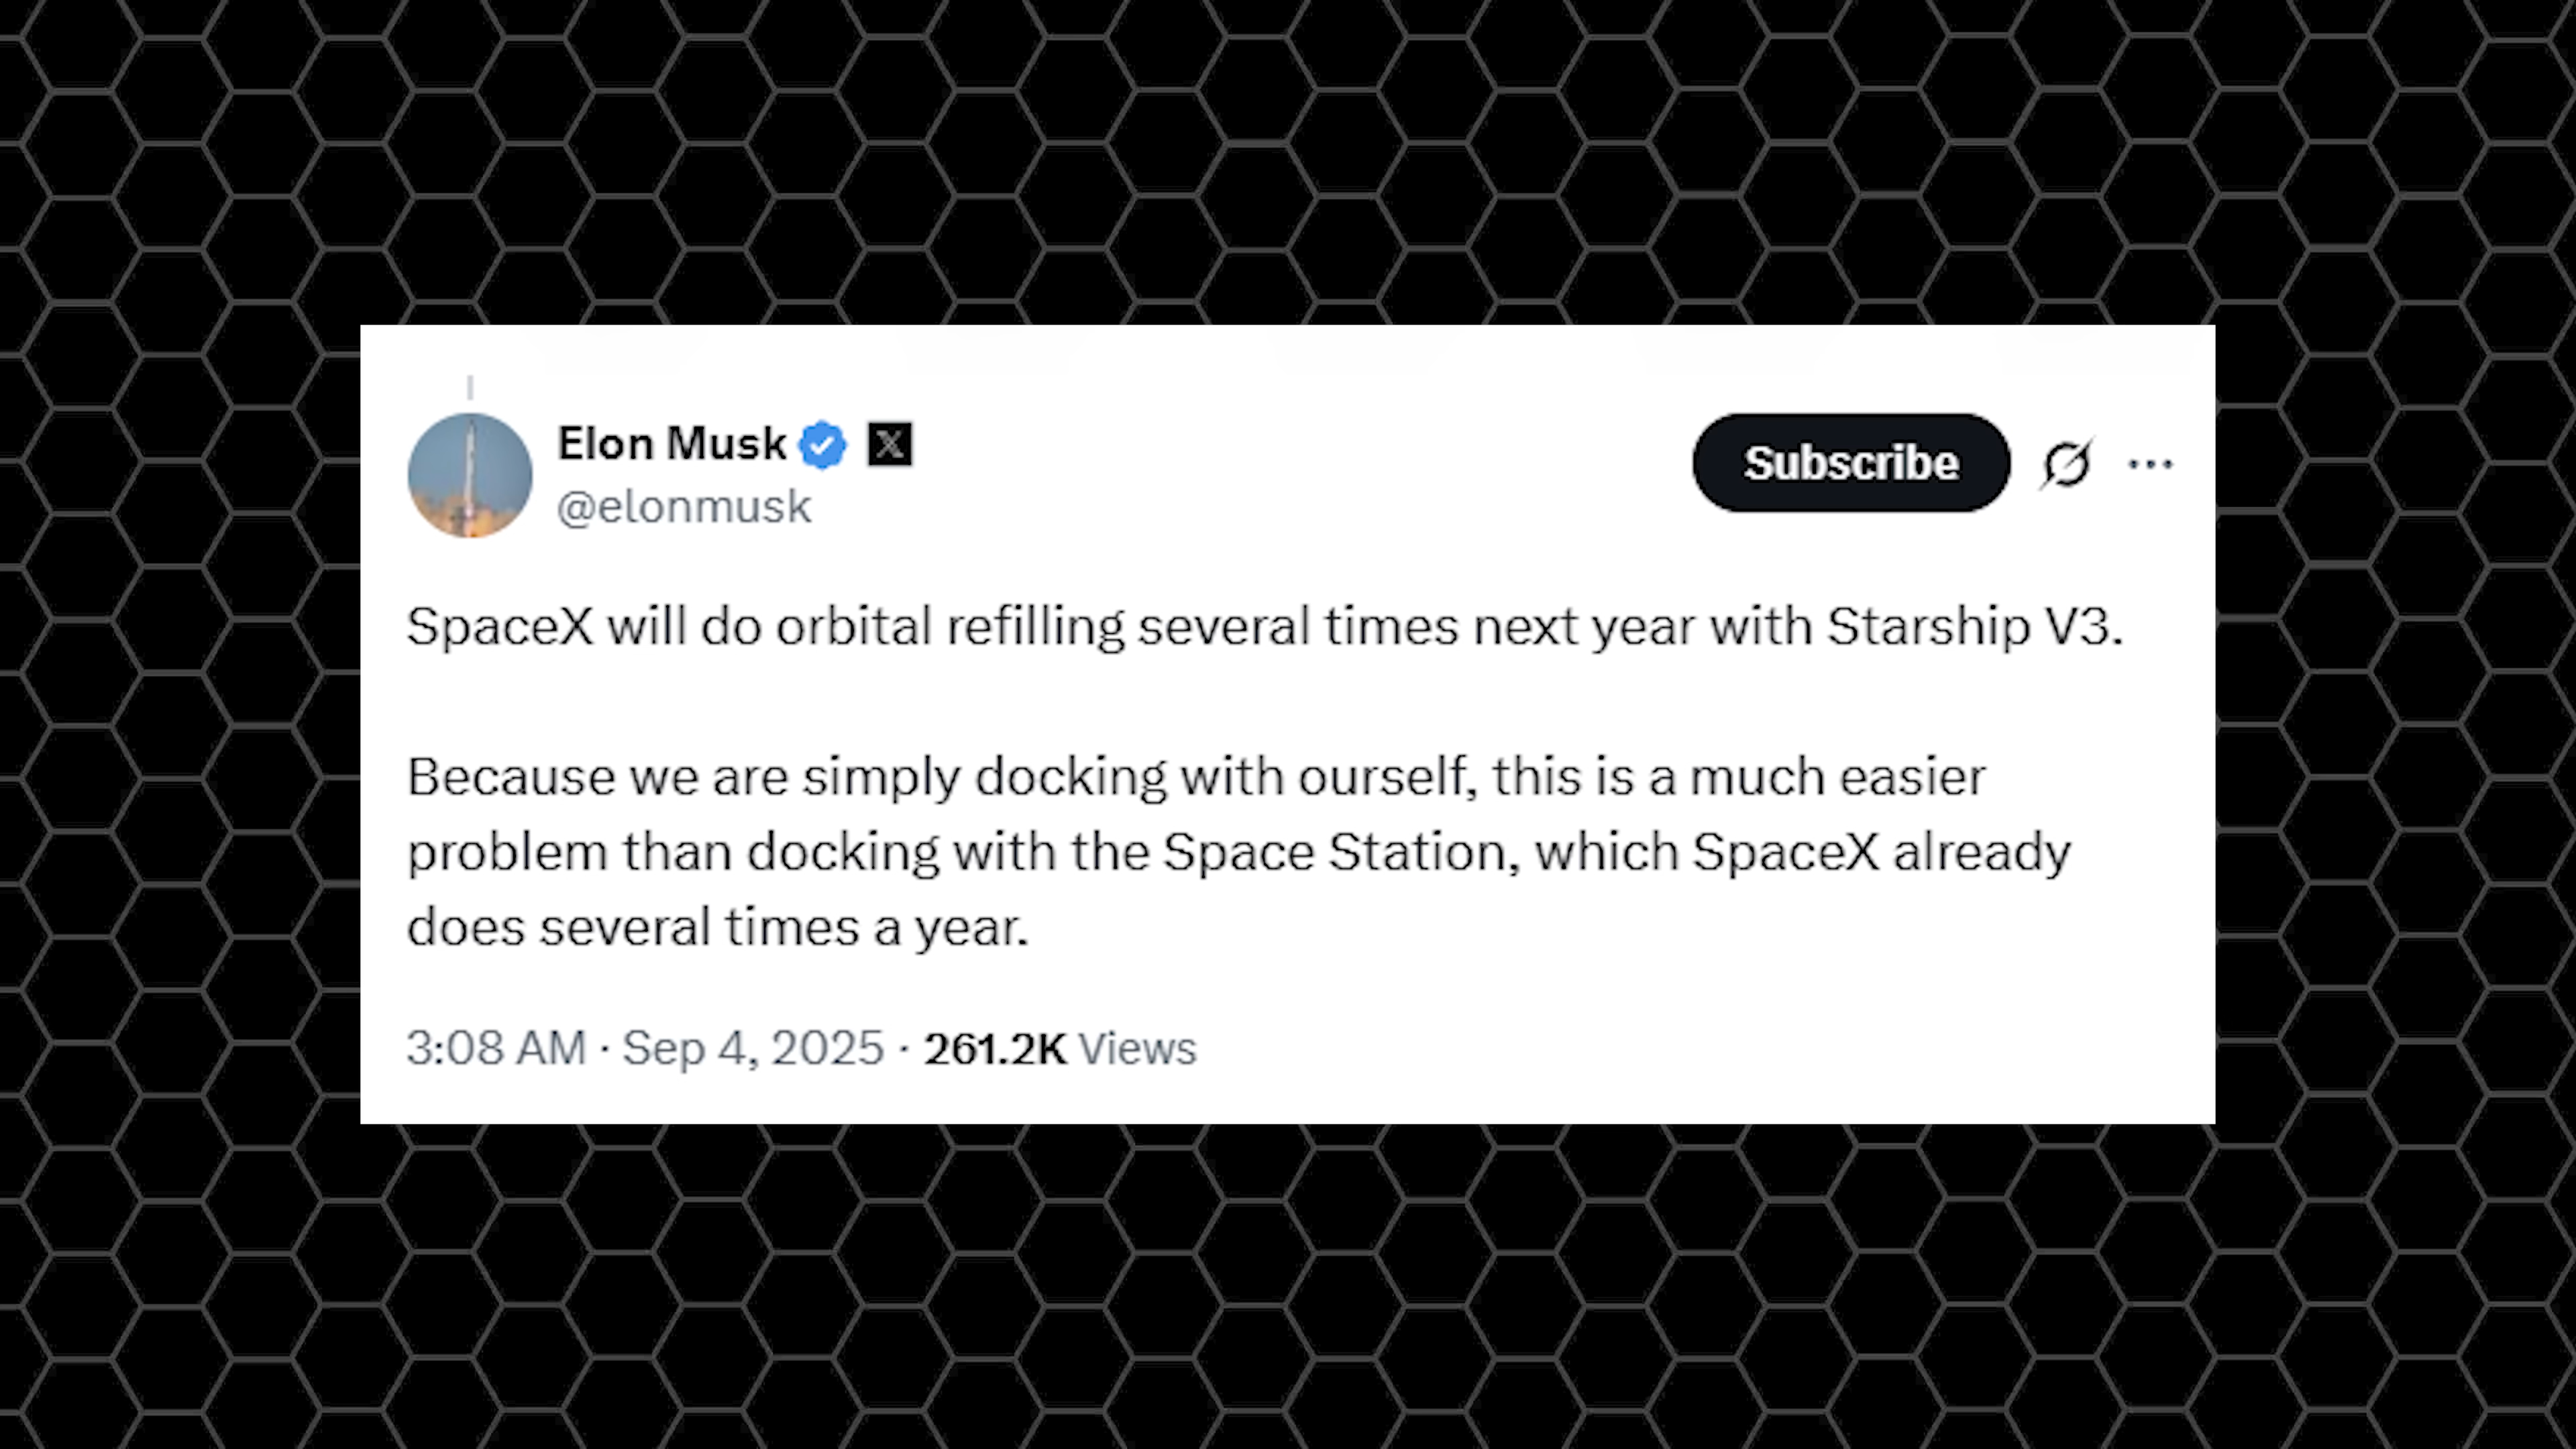 Elon Musk
@elonmusk
Subscribe
SpaceX will do orbital refilling several times next year with Starship V3.
Because we are simply docking with ourself, this is a much easier
problem than docking with the Space Station, which SpaceX already
does several times a year.
3:08 AM · Sep 4, 2025 · 261.2K Views